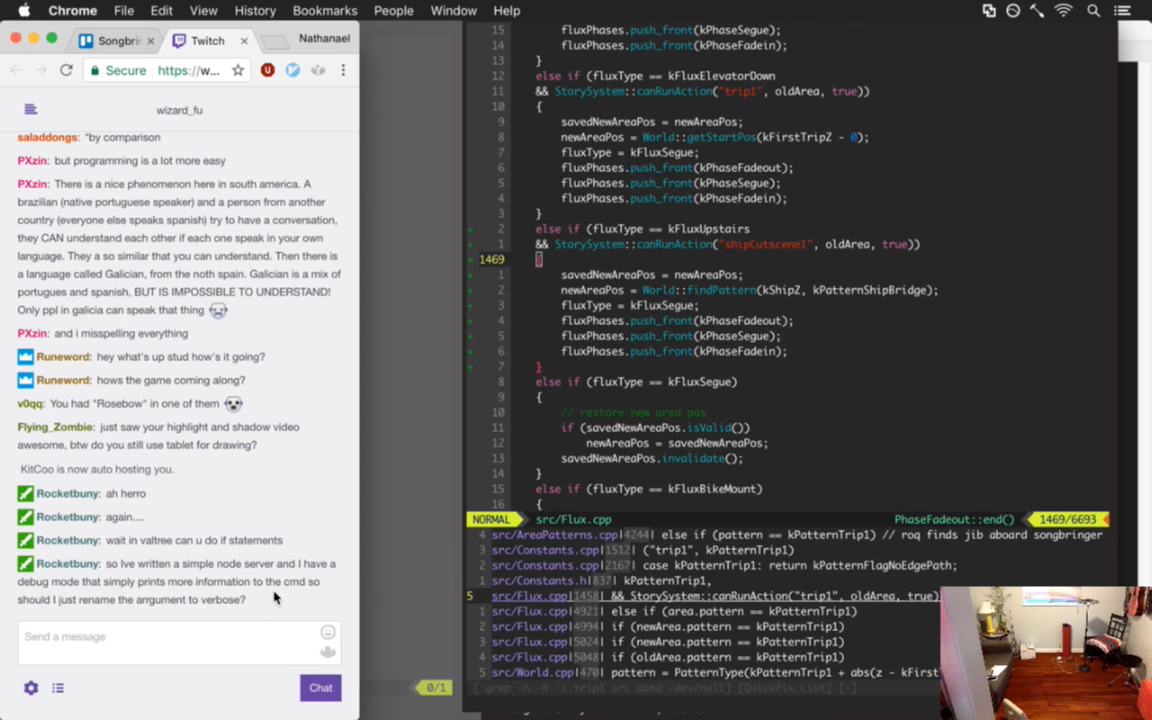 Chrome File Edit View History Bookmarks People Window Help
Songbrin Twitch Nathanael
Secure https://w...
wizard_fu
saladdongs: "by comparison
PXzin: but programming is a lot more easy
PXzin: There is a nice phenomenon here in south america. A
brazilian (native portuguese speaker) and a person from another
country (everyone else speaks spanish) try to have a conversation,
they CAN understand each other if each one speak in your own
language. They a so similar that you can understand. Then there is
a language called Galician, from the noth spain. Galician is a mix of
portugues and spanish, BUT IS IMPOSSIBLE TO UNDERSTAND!
Only ppl in galicia can speak that thing
PXzin: and i misspelling everything
Runeword: hey what's up stud how's it going?
Runeword: hows the game coming along?
v0qq: You had "Rosebow" in one of them
Flying_Zombie: just saw your highlight and shadow video
awesome, btw do you still use tablet for drawing?
KitCoo is now auto hosting you.
Rocketbuny: ah herro
Rocketbuny: again....
Rocketbuny: wait in valtree can u do if statements
Rocketbuny: so Ive written a simple node server and I have a
debug mode that simply prints more information to the cmd so
should I just rename the arrgument to verbose?
Send a message
Chat
0/1
15 fluxPhases.push_front(kPhaseSegue);
14 fluxPhases.push_front(kPhaseFadein);
13 }
12 else if (fluxType == kFluxElevatorDown
11 && StorySystem::canRunAction("trip1", oldArea, true))
10 {
9 savedNewAreaPos = newAreaPos;
8 newAreaPos = World::getStartPos(kFirstTripZ - 0);
7 fluxType = kFluxSegue;
6 fluxPhases.push_front(kPhaseFadeout);
5 fluxPhases.push_front(kPhaseSegue);
4 fluxPhases.push_front(kPhaseFadein);
3 }
+ 2 else if (fluxType == kFluxUpstairs
+ 1 && StorySystem::canRunAction("shipCutscene1", oldArea, true))
+ 1469 {
+ 1 savedNewAreaPos = newAreaPos;
+ 2 newAreaPos = World::findPattern(kShipZ, kPatternShipBridge);
+ 3 fluxType = kFluxSegue;
+ 4 fluxPhases.push_front(kPhaseFadeout);
+ 5 fluxPhases.push_front(kPhaseSegue);
+ 6 fluxPhases.push_front(kPhaseFadein);
+ 7 }
8 else if (fluxType == kFluxSegue)
9 {
10 // restore new area pos
11 if (savedNewAreaPos.isValid())
12 newAreaPos = savedNewAreaPos;
13 savedNewAreaPos.invalidate();
14 }
15 else if (fluxType == kFluxBikeMount)
16 {
NORMAL src/Flux.cpp PhaseFadeout::end() 1469/6693
4 src/AreaPatterns.cpp|4244| else if (pattern == kPatternTrip1) // roq finds jib aboard songbringer
3 src/Constants.cpp|1512| ("trip1", kPatternTrip1)
2 src/Constants.cpp|2167| case kPatternTrip1: return kPatternFlagNoEdgePath;
1 src/Constants.h|837| kPatternTrip1,
5 src/Flux.cpp|1458| && StorySystem::canRunAction("trip1", oldArea, true)
1 src/Flux.cpp|4921| else if (area.pattern == kPatternTrip1)
2 src/Flux.cpp|4994| if (newArea.pattern == kPatternTrip1)
3 src/Flux.cpp|5024| if (newArea.pattern == kPatternTrip1)
4 src/Flux.cpp|5048| if (oldArea.pattern == kPatternTrip1)
5 src/World.cpp|470| pattern = PatternType(kPatternTrip1 + abs(z - kFirst
[:grep -n -R -i trip1 src data /dev/null] [Quickfix List] [-]